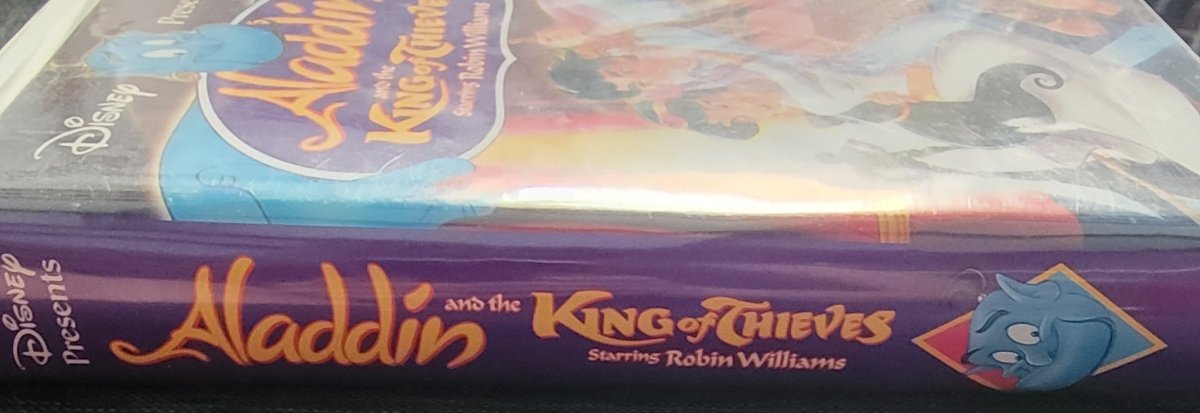 Disney
Prese
Aladdin
and the
King of Thieves
Starring Robin Williams
Disney
Presents
Aladdin and the King of Thieves
Starring Robin Williams